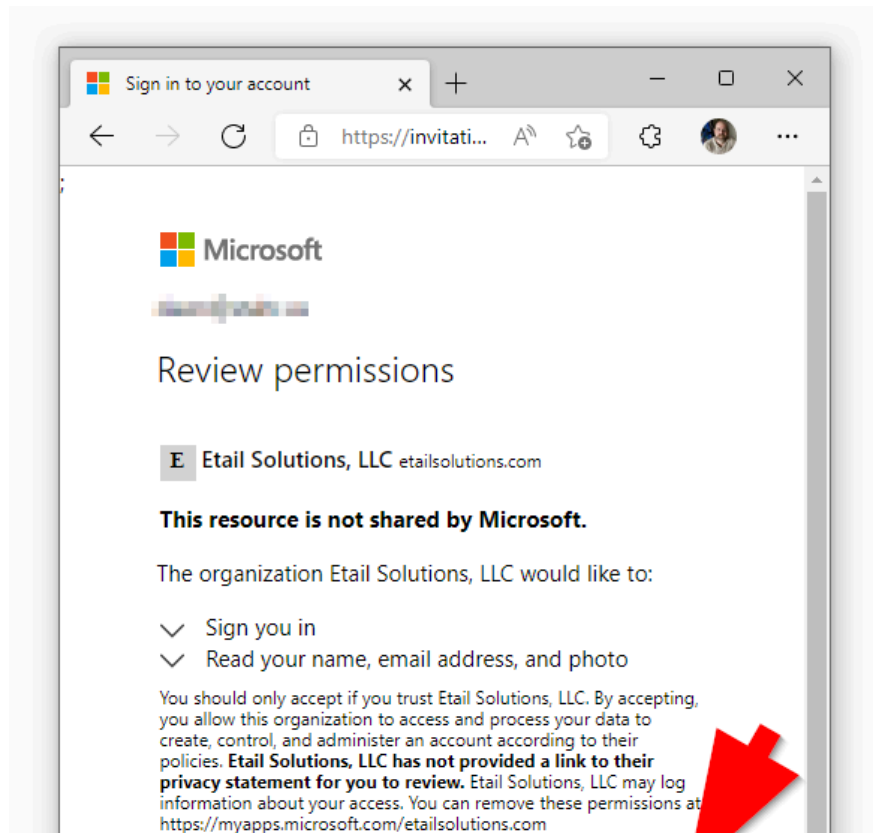 Sign in to your account
https://invitati...
;
Microsoft
Review permissions
E Etail Solutions, LLC etailsolutions.com
This resource is not shared by Microsoft.
The organization Etail Solutions, LLC would like to:
Sign you in
Read your name, email address, and photo
You should only accept if you trust Etail Solutions, LLC. By accepting,
you allow this organization to access and process your data to
create, control, and administer an account according to their
policies. Etail Solutions, LLC has not provided a link to their
privacy statement for you to review. Etail Solutions, LLC may log
information about your access. You can remove these permissions at
https://myapps.microsoft.com/etailsolutions.com